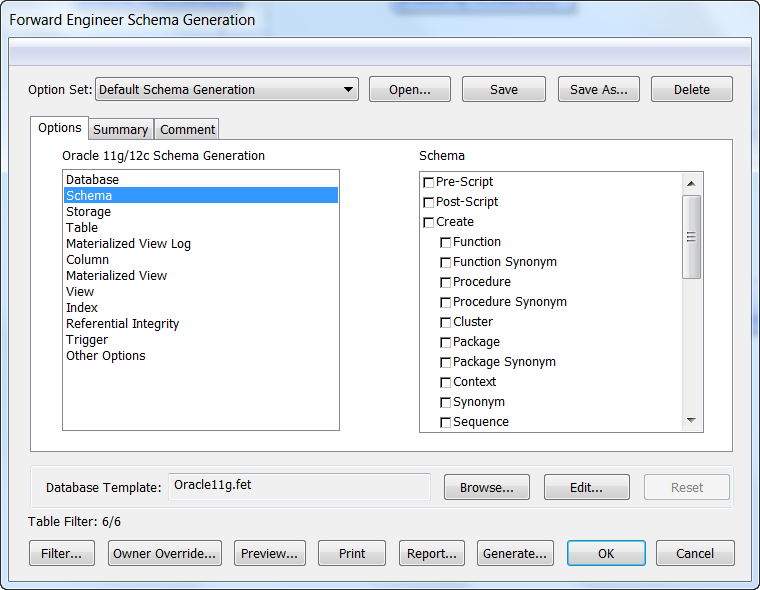 Forward Engineer Schema Generation
Option Set: Default Schema Generation Open... Save Save As... Delete
Options Summary Comment
Oracle 11g/12c Schema Generation
Database
Schema
Storage
Table
Materialized View Log
Column
Materialized View
View
Index
Referential Integrity
Trigger
Other Options
Schema
Pre-Script
Post-Script
Create
Function
Function Synonym
Procedure
Procedure Synonym
Cluster
Package
Package Synonym
Context
Synonym
Sequence
Database Template: Oracle11g.fet Browse... Edit... Reset
Table Filter: 6/6
Filter... Owner Override... Preview... Print Report... Generate... OK Cancel